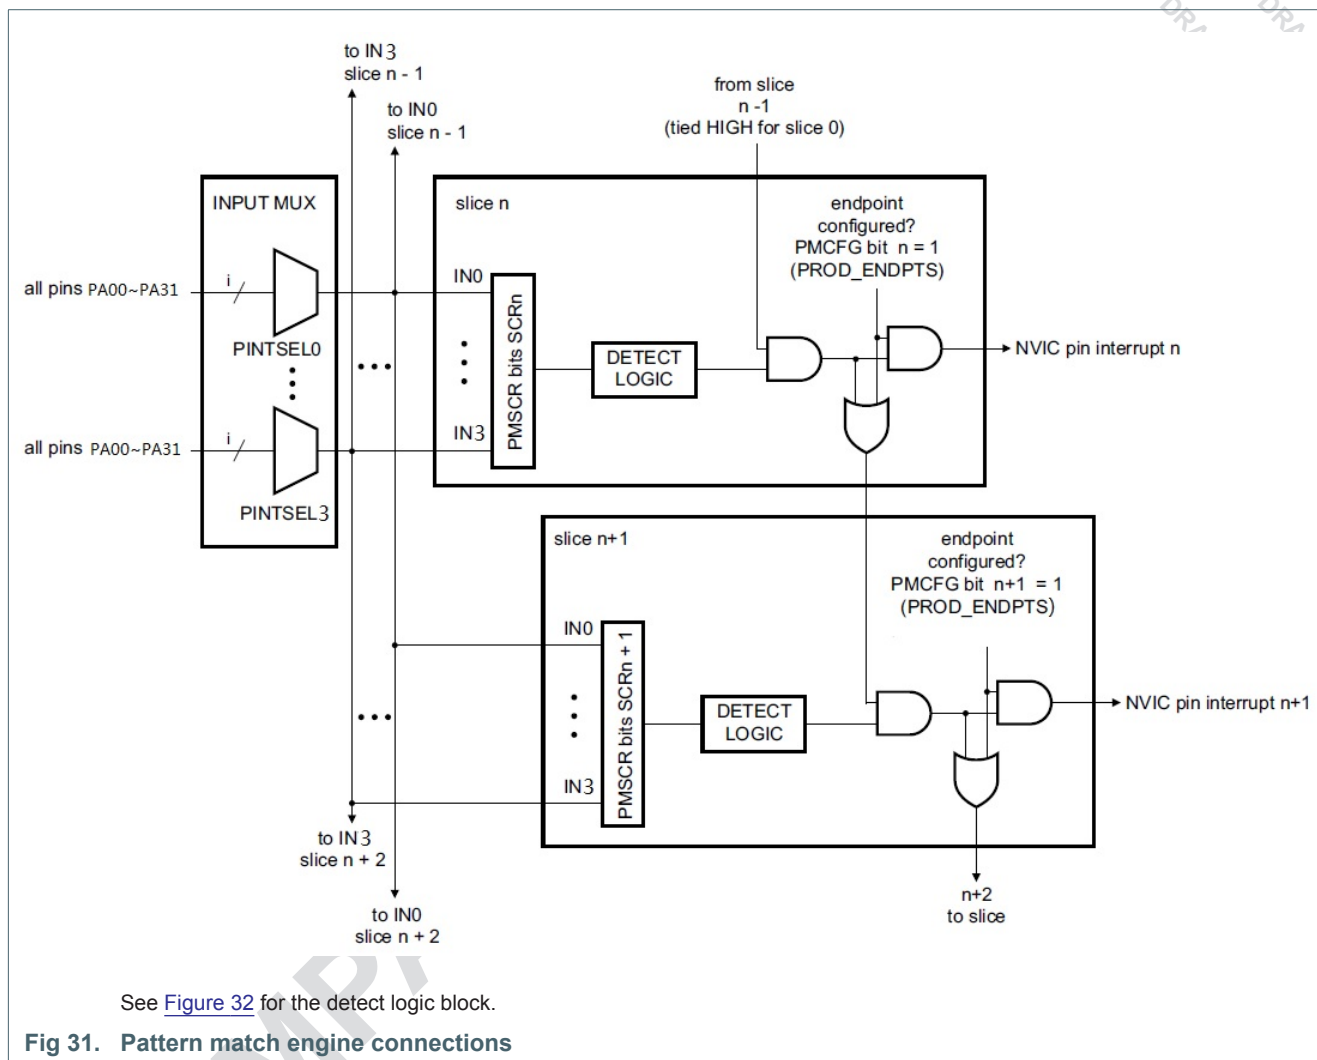 DRA
DRA
to IN3
slice n - 1
to IN0
slice n - 1
from slice
n -1
(tied HIGH for slice 0)
INPUT MUX
all pins PA00~PA31
i
PINTSEL0
all pins PA00~PA31
i
PINTSEL3
slice n
IN0
IN3
PMSCR bits SCRn
DETECT
LOGIC
endpoint
configured?
PMCFG bit n = 1
(PROD_ENDPTS)
NVIC pin interrupt n
slice n+1
IN0
IN3
PMSCR bits SCRn + 1
DETECT
LOGIC
endpoint
configured?
PMCFG bit n+1 = 1
(PROD_ENDPTS)
NVIC pin interrupt n+1
to IN3
slice n + 2
to IN0
slice n + 2
n+2
to slice
MPA
See Figure 32 for the detect logic block.
Fig 31. Pattern match engine connections